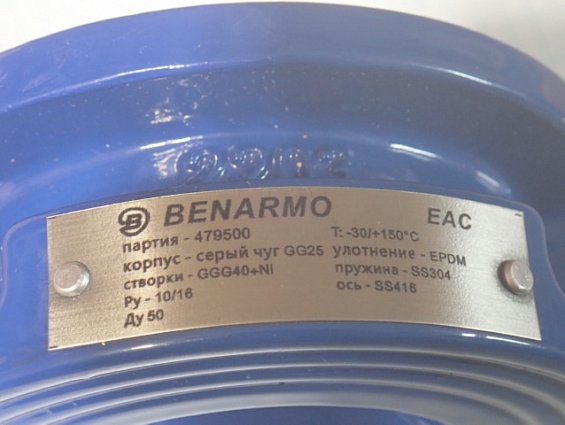 BENARMO
EAC
партия - 479500
корпус - серый чуг GG25
створки - GGG40+NI
Ру - 10/16
Ду 50
T: -30/+150°C
уплотнение - EPDM
пружина - SS304
ось - SS416